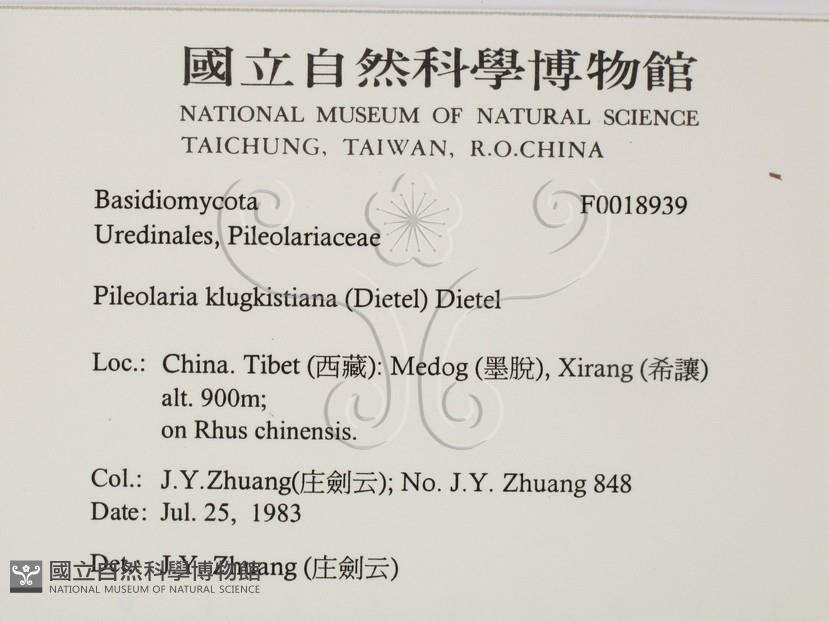 國立自然科學博物館
NATIONAL MUSEUM OF NATURAL SCIENCE
TAICHUNG, TAIWAN, R.O.CHINA
Basidiomycota F0018939
Uredinales, Pileolariaceae
Pileolaria klugkistiana (Dietel) Dietel
Loc.: China. Tibet (西藏): Medog (墨脫), Xirang (希讓)
alt. 900m;
on Rhus chinensis.
Col.: J.Y.Zhuang(庄劍云); No. J.Y. Zhuang 848
Date: Jul. 25, 1983
Det.: J.Y. Zhuang (庄劍云)
國立自然科學博物館
NATIONAL MUSEUM OF NATURAL SCIENCE